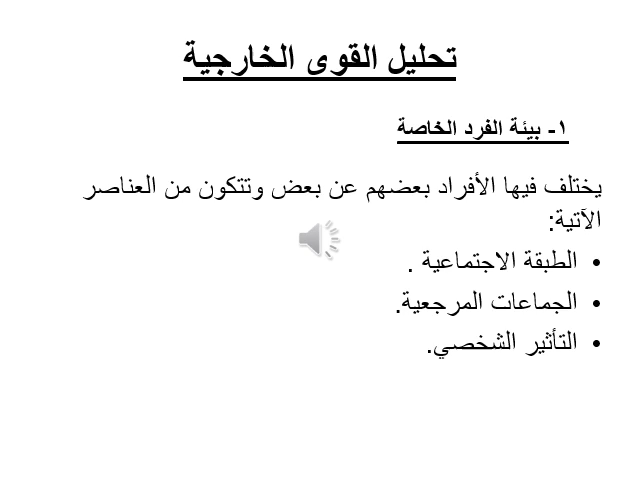 تحليل القوى الخارجية
١- بيئة الفرد الخاصة
يختلف فيها الأفراد بعضهم عن بعض وتتكون من العناصر
الآتية:
• الطبقة الاجتماعية .
• الجماعات المرجعية.
• التأثير الشخصي.